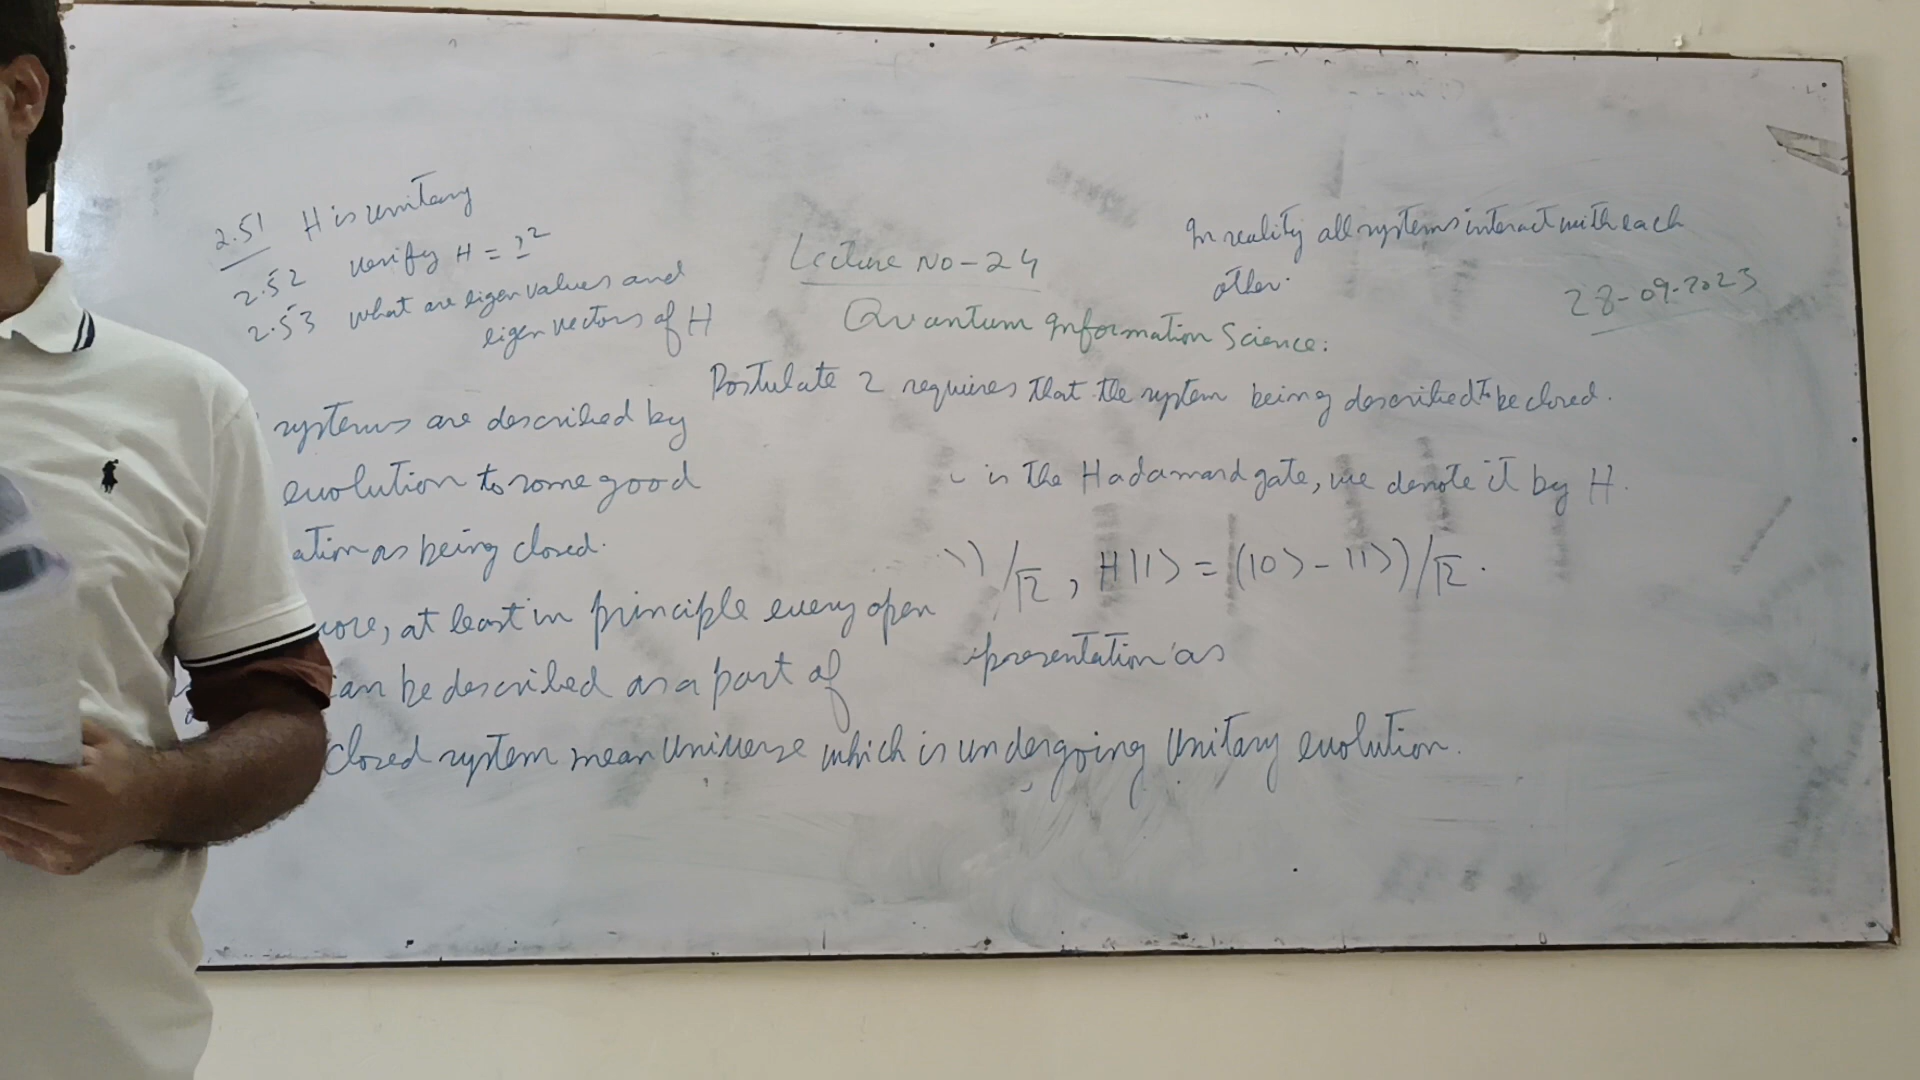 2.51 H is unitary
2.52 verify H = ?²
2.53 what are eigen values and
eigen vectors of H
Lecture NO-24
Quantum Information Science:
In reality all systems interact with each
other.
28-09-2023
Postulate 2 requires that the system being described to be closed.
systems are described by
evolution to some good
ation as being closed.
more, at least in principle every open
can be described as a part of
closed system mean Universe which is undergoing Unitary evolution.
is the Hadamard gate, we denote it by H.
⟩)/√2, H|1⟩ = (|0⟩ - |1⟩)/√2.
presentation as